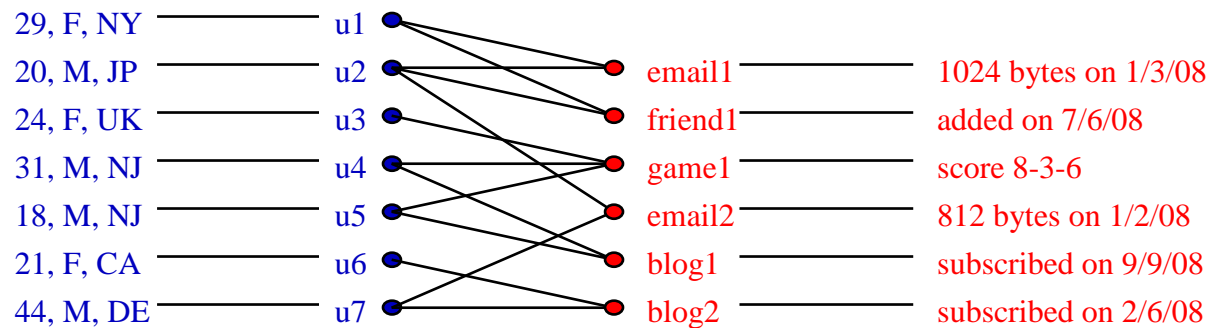 29, F, NY u1
20, M, JP u2 email1 1024 bytes on 1/3/08
24, F, UK u3 friend1 added on 7/6/08
31, M, NJ u4 game1 score 8-3-6
18, M, NJ u5 email2 812 bytes on 1/2/08
21, F, CA u6 blog1 subscribed on 9/9/08
44, M, DE u7 blog2 subscribed on 2/6/08